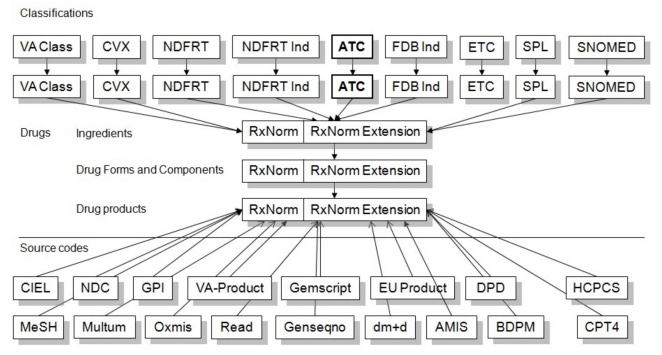 Classifications
VA Class CVX NDFRT NDFRT Ind ATC FDB Ind ETC SPL SNOMED
VA Class CVX NDFRT NDFRT Ind ATC FDB Ind ETC SPL SNOMED
Drugs Ingredients RxNorm RxNorm Extension
Drug Forms and Components RxNorm RxNorm Extension
Drug products RxNorm RxNorm Extension
Source codes
CIEL NDC GPI VA-Product Gemscript EU Product DPD HCPCS
MeSH Multum Oxmis Read Genseqno dm+d AMIS BDPM CPT4